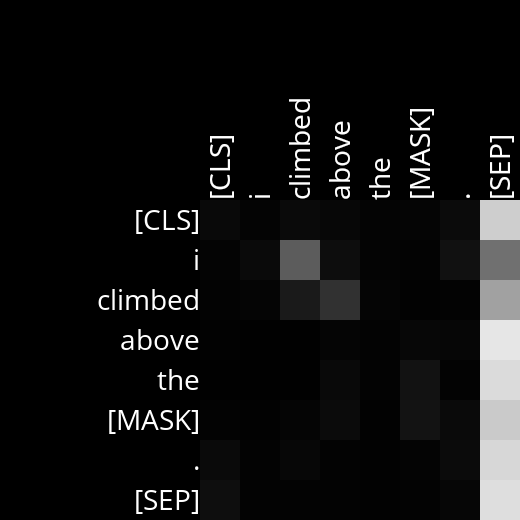 [CLS] i climbed above the [MASK] . [SEP]
[CLS]
i
climbed
above
the
[MASK]
.
[SEP]